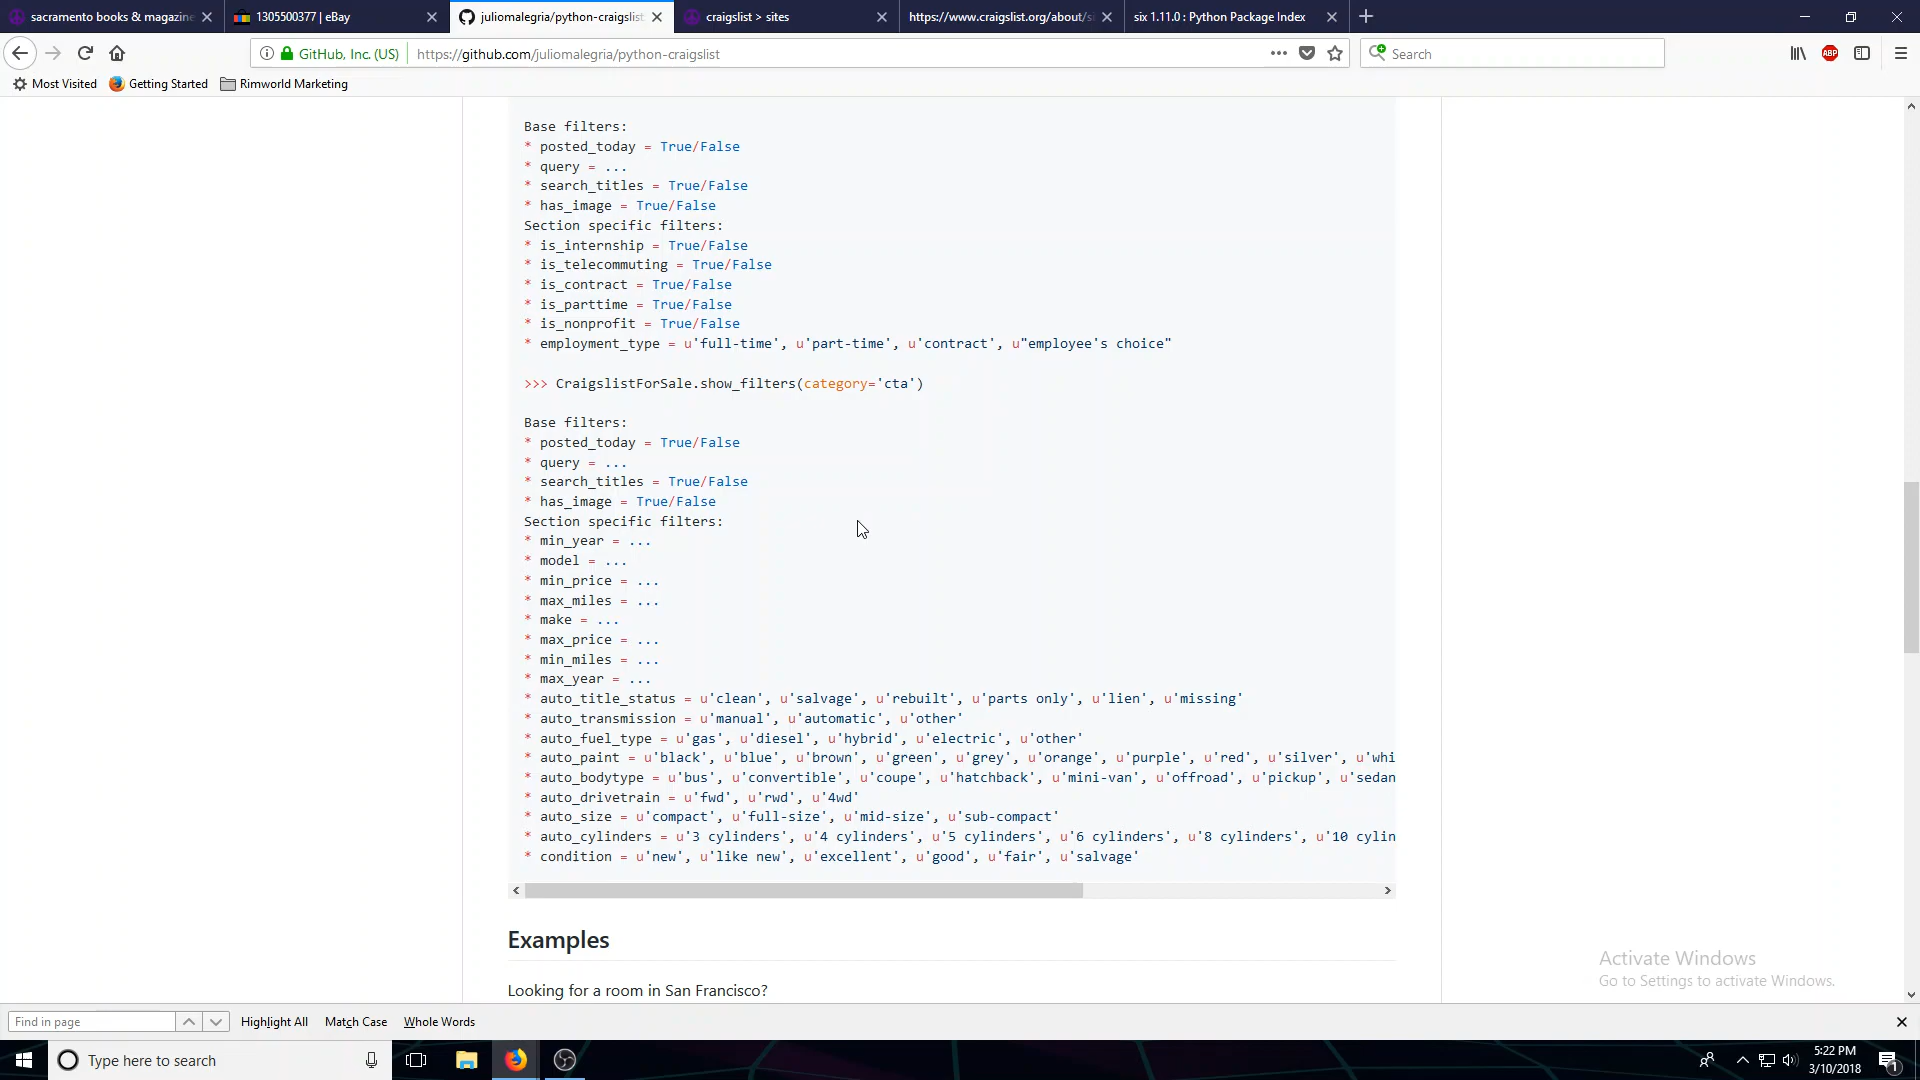 sacramento books & magazine
1305500377 | eBay
juliomalegria/python-craigslist
craigslist > sites
https://www.craigslist.org/about/si
six 1.11.0 : Python Package Index
GitHub, Inc. (US)
https://github.com/juliomalegria/python-craigslist
Search
ABP
Most Visited
Getting Started
Rimworld Marketing
Base filters:
* posted_today = True/False
* query = ...
* search_titles = True/False
* has_image = True/False
Section specific filters:
* is_internship = True/False
* is_telecommuting = True/False
* is_contract = True/False
* is_parttime = True/False
* is_nonprofit = True/False
* employment_type = u'full-time', u'part-time', u'contract', u"employee's choice"
>>> CraigslistForSale.show_filters(category='cta')
Base filters:
* posted_today = True/False
* query = ...
* search_titles = True/False
* has_image = True/False
Section specific filters:
* min_year = ...
* model = ...
* min_price = ...
* max_miles = ...
* make = ...
* max_price = ...
* min_miles = ...
* max_year = ...
* auto_title_status = u'clean', u'salvage', u'rebuilt', u'parts only', u'lien', u'missing'
* auto_transmission = u'manual', u'automatic', u'other'
* auto_fuel_type = u'gas', u'diesel', u'hybrid', u'electric', u'other'
* auto_paint = u'black', u'blue', u'brown', u'green', u'grey', u'orange', u'purple', u'red', u'silver', u'whi
* auto_bodytype = u'bus', u'convertible', u'coupe', u'hatchback', u'mini-van', u'offroad', u'pickup', u'sedan
* auto_drivetrain = u'fwd', u'rwd', u'4wd'
* auto_size = u'compact', u'full-size', u'mid-size', u'sub-compact'
* auto_cylinders = u'3 cylinders', u'4 cylinders', u'5 cylinders', u'6 cylinders', u'8 cylinders', u'10 cylin
* condition = u'new', u'like new', u'excellent', u'good', u'fair', u'salvage'
Examples
Looking for a room in San Francisco?
Activate Windows
Go to Settings to activate Windows.
Find in page
Highlight All
Match Case
Whole Words
Type here to search
5:22 PM
3/10/2018
1